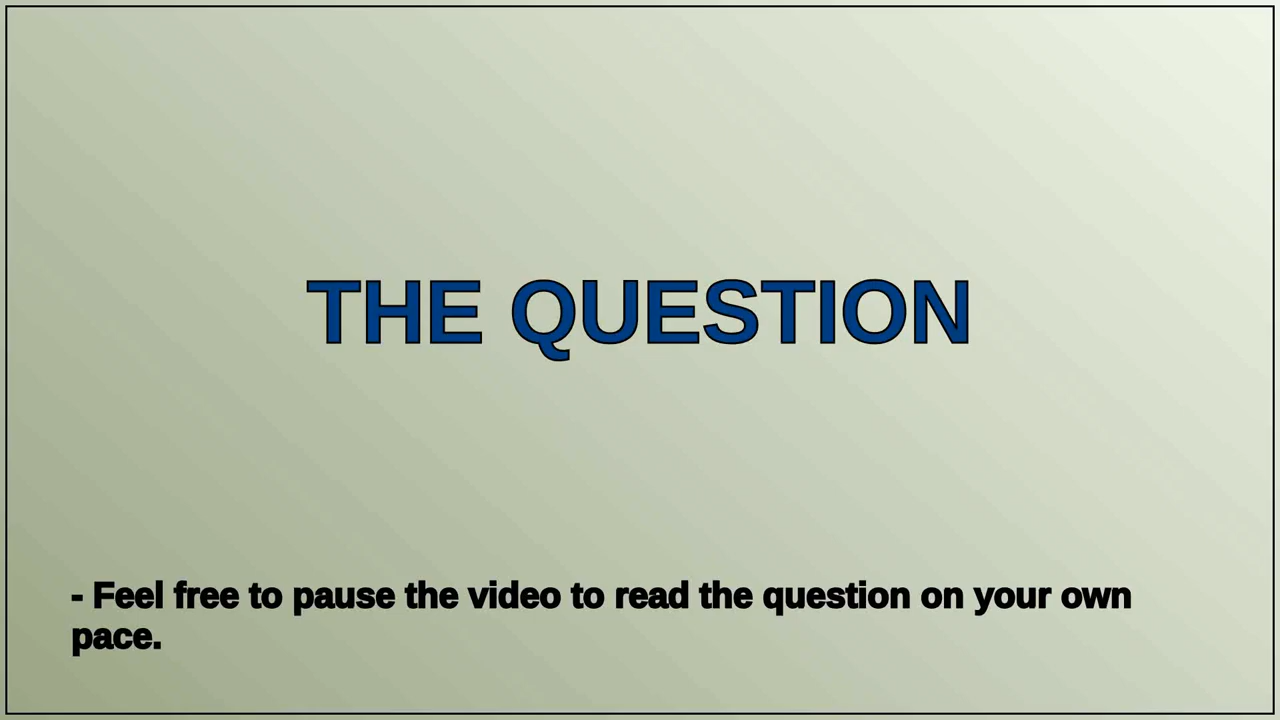 THE QUESTION
- Feel free to pause the video to read the question on your own
pace.